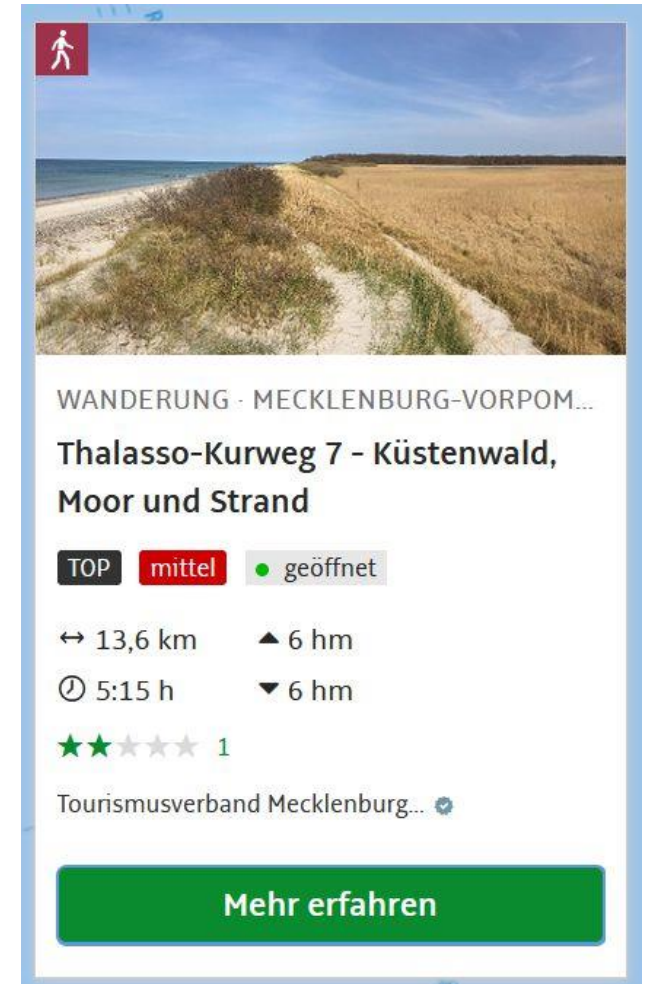 WANDERUNG · MECKLENBURG-VORPOM...
Thalasso-Kurweg 7 - Küstenwald,
Moor und Strand
TOP mittel geöffnet
13,6 km 6 hm
5:15 h 6 hm
1
Tourismusverband Mecklenburg...
Mehr erfahren